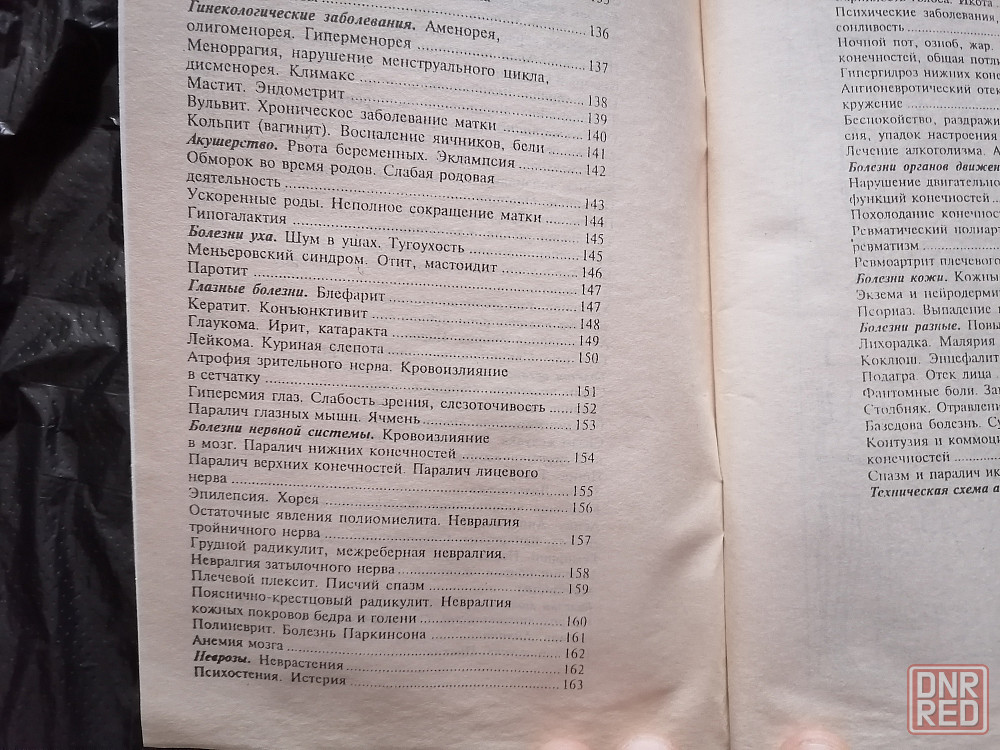 Гинекологические заболевания. Аменорея,
олигоменорея. Гиперменорея ........ 136
Меноррагия, нарушение менструального цикла,
дисменорея. Климакс ........ 137
Мастит. Эндометрит ........ 138
Вульвит. Хроническое заболевание матки ........ 139
Кольпит (вагинит). Воспаление яичников, бели ........ 140
Акушерство. Рвота беременных. Эклампсия ........ 141
Обморок во время родов. Слабая родовая ........ 142
деятельность ........ 143
Ускоренные роды. Неполное сокращение матки ........ 144
Гипогалактия ........ 145
Болезни уха. Шум в ушах. Тугоухость ........ 145
Меньеровский синдром. Отит, мастоидит ........ 146
Паротит ........ 147
Глазные болезни. Блефарит ........ 147
Кератит. Конъюнктивит ........ 148
Глаукома. Ирит, катаракта ........ 149
Лейкома. Куриная слепота ........ 150
Атрофия зрительного нерва. Кровоизлияние
в сетчатку ........ 151
Гиперемия глаз. Слабость зрения, слезоточивость ...... 152
Паралич глазных мышц. Ячмень ........ 153
Болезни нервной системы. Кровоизлияние
в мозг. Паралич нижних конечностей ........ 154
Паралич верхних конечностей. Паралич лицевого
нерва ........ 155
Эпилепсия. Хорея ........ 156
Остаточные явления полиомиелита. Невралгия
тройничного нерва ........ 157
Грудной радикулит, межреберная невралгия.
Невралгия затылочного нерва ........ 158
Плечевой плексит. Писчий спазм ........ 159
Пояснично-крестцовый радикулит. Невралгия
кожных покровов бедра и голени ........ 160
Полиневрит. Болезнь Паркинсона ........ 161
Анемия мозга ........ 162
Неврозы. Неврастения ........ 162
Психостения. Истерия ........ 163
Психические заболевания,
сонливость
Ночной пот, озноб, жар.
конечностей, общая
Гипергидроз нижних
Ангионевротический отек
кружение
Беспокойство,
сия, упадок настроения
Лечение алкоголизма.
Болезни органов
Нарушение
функций конечностей
Похолодание
Ревматический
ревматизм
Ревмоартрит плечевого
Болезни кожи.
Экзема и
Псориаз. Выпадение
Болезни разные.
Лихорадка. Малярия
Коклюш. Энцефалит
Подагра. Отек лица
Фантомные боли.
Столбняк.
Базедова болезнь.
Контузия и
конечностей
Спазм и паралич
Техническая схема
DNR
RED